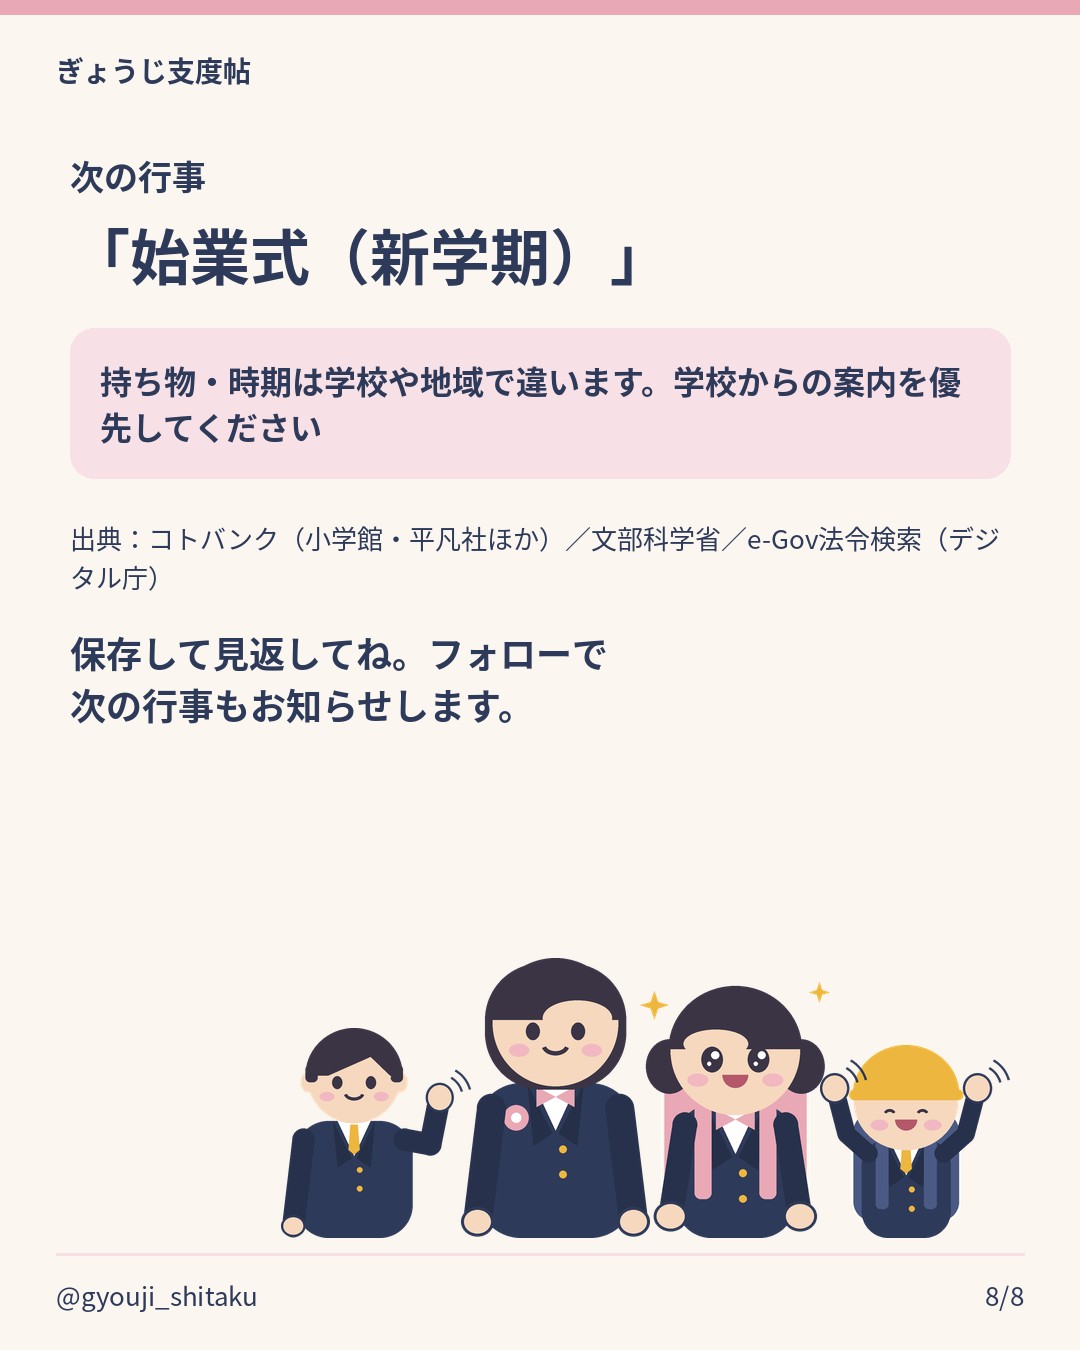 ぎょうじ支度帖
次の行事
「始業式（新学期）」
持ち物・時期は学校や地域で違います。学校からの案内を優
先してください
出典：コトバンク（小学館・平凡社ほか）／文部科学省／e-Gov法令検索（デジ
タル庁）
保存して見返してね。フォローで
次の行事もお知らせします。
@gyouji_shitaku
8/8